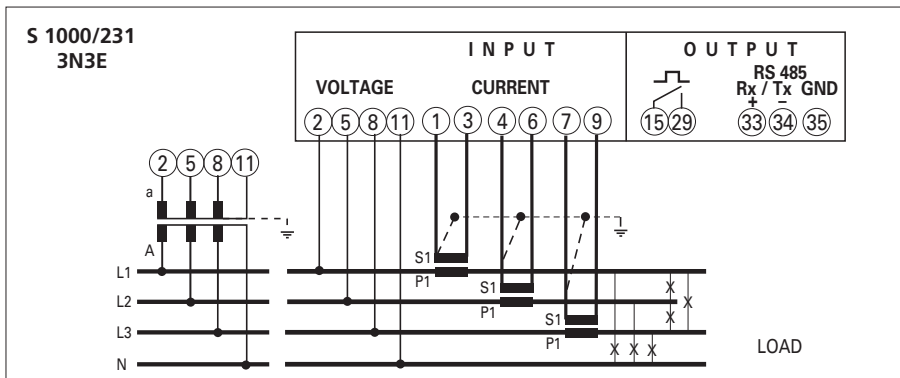 S 1000/231
3N3E
INPUT
OUTPUT
VOLTAGE
CURRENT
RS 485
Rx / Tx GND
+ –
2 5 8 11 1 3 4 6 7 9 15 29 33 34 35
2 5 8 11
a
A
S1
P1
S1
P1
S1
P1
L1
L2
L3
N
X
X X
X
X X X
LOAD